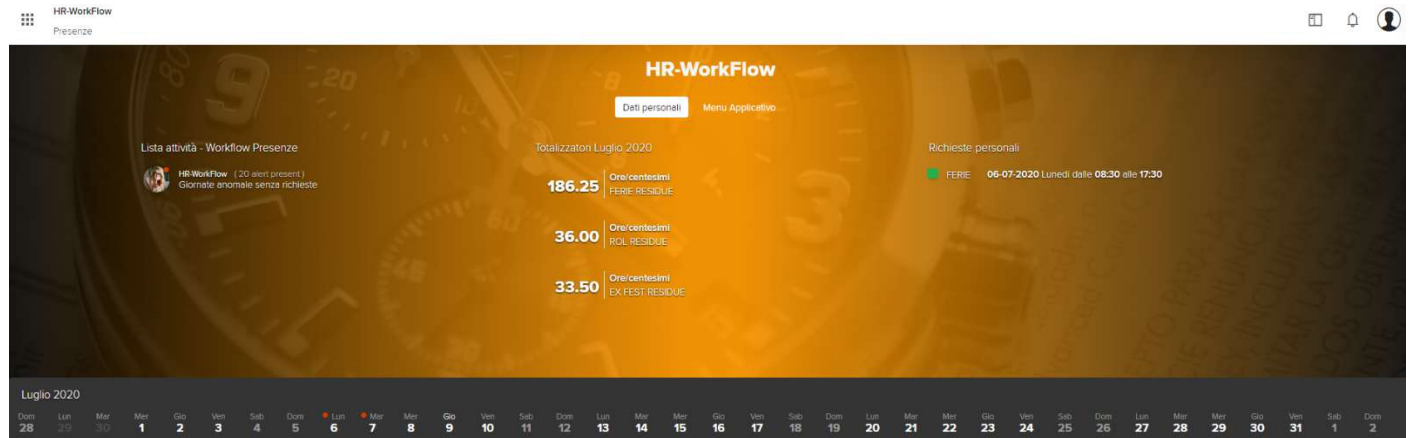 HR-WorkFlow
Presenze
HR-WorkFlow
Dati personali Menu Applicativo
Lista attività - Workflow Presenze
HR-WorkFlow (20 alert present)
Giornate anomale senza richieste
Totalizzatori Luglio 2020
186.25 Ore/centesimi
FERIE RESIDUE
36.00 Ore/centesimi
ROL RESIDUE
33.50 Ore/centesimi
EX FEST RESIDUE
Richieste personali
FERIE 06-07-2020 Lunedì dalle 08:30 alle 17:30
Luglio 2020
Dom Lun Mar Mer Gio Ven Sab Dom Lun Mar Mer Gio Ven Sab Dom Lun Mar Mer Gio Ven Sab Dom Lun Mar Mer Gio Ven Sab Dom Lun Mar Mer Gio Ven Sab Dom
28 29 30 1 2 3 4 5 6 7 8 9 10 11 12 13 14 15 16 17 18 19 20 21 22 23 24 25 26 27 28 29 30 31 1 2